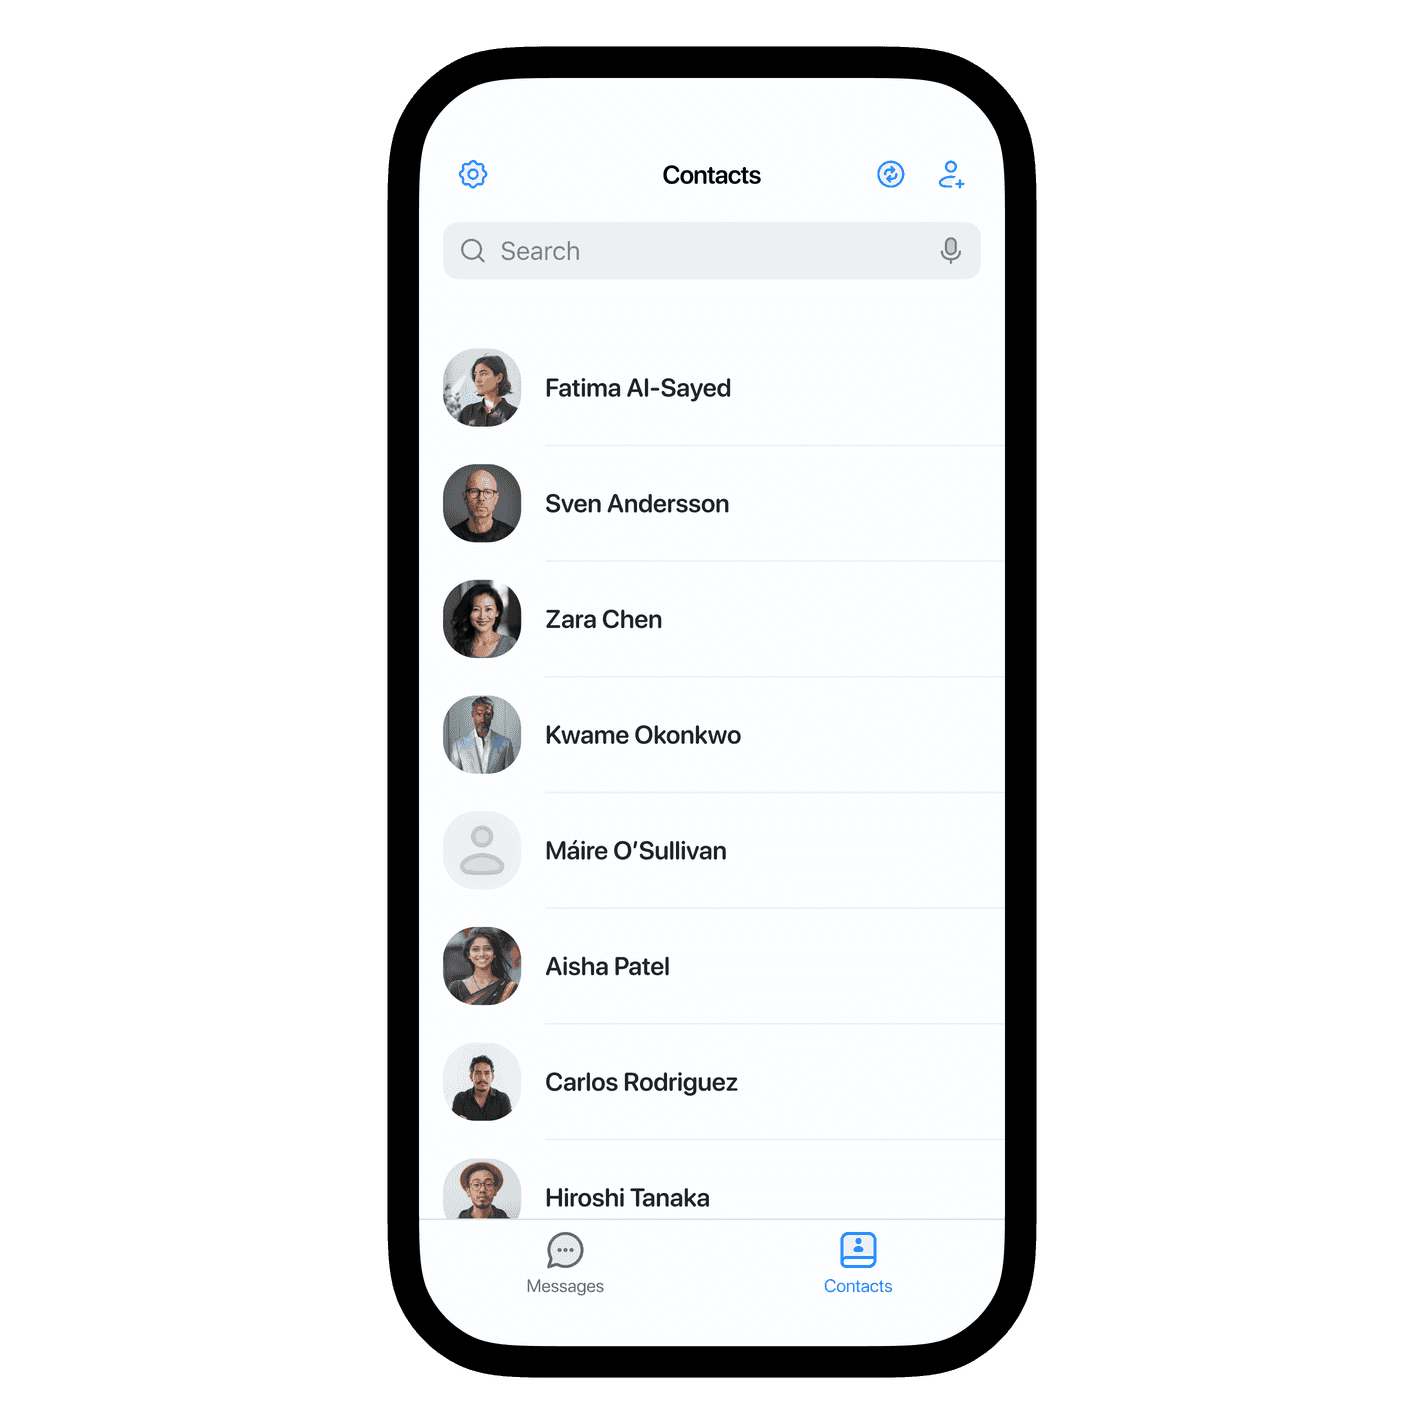 Contacts
Search
Fatima Al-Sayed
Sven Andersson
Zara Chen
Kwame Okonkwo
Máire O’Sullivan
Aisha Patel
Carlos Rodriguez
Hiroshi Tanaka
Messages
Contacts